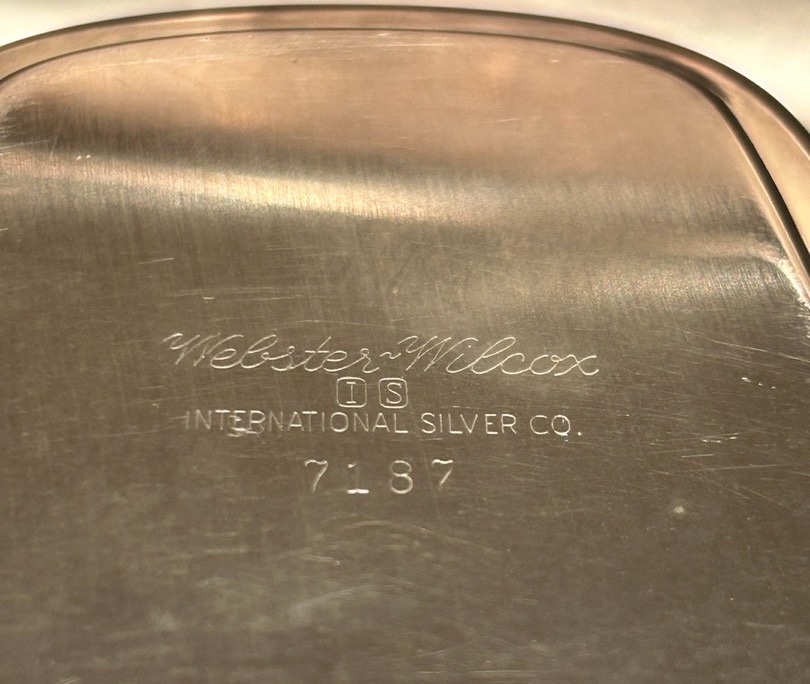 Webster~Wilcox
I S
INTERNATIONAL SILVER CO.
7187